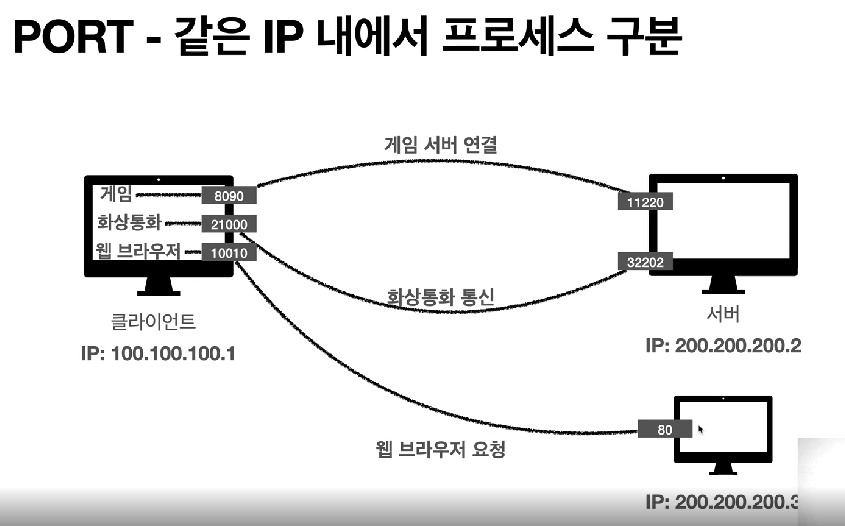 PORT - 같은 IP 내에서 프로세스 구분
게임 서버 연결
게임 8090
화상통화 21000
웹 브라우저 10010
11220
32202
화상통화 통신
클라이언트
IP: 100.100.100.1
서버
IP: 200.200.200.2
80
웹 브라우저 요청
IP: 200.200.200.3